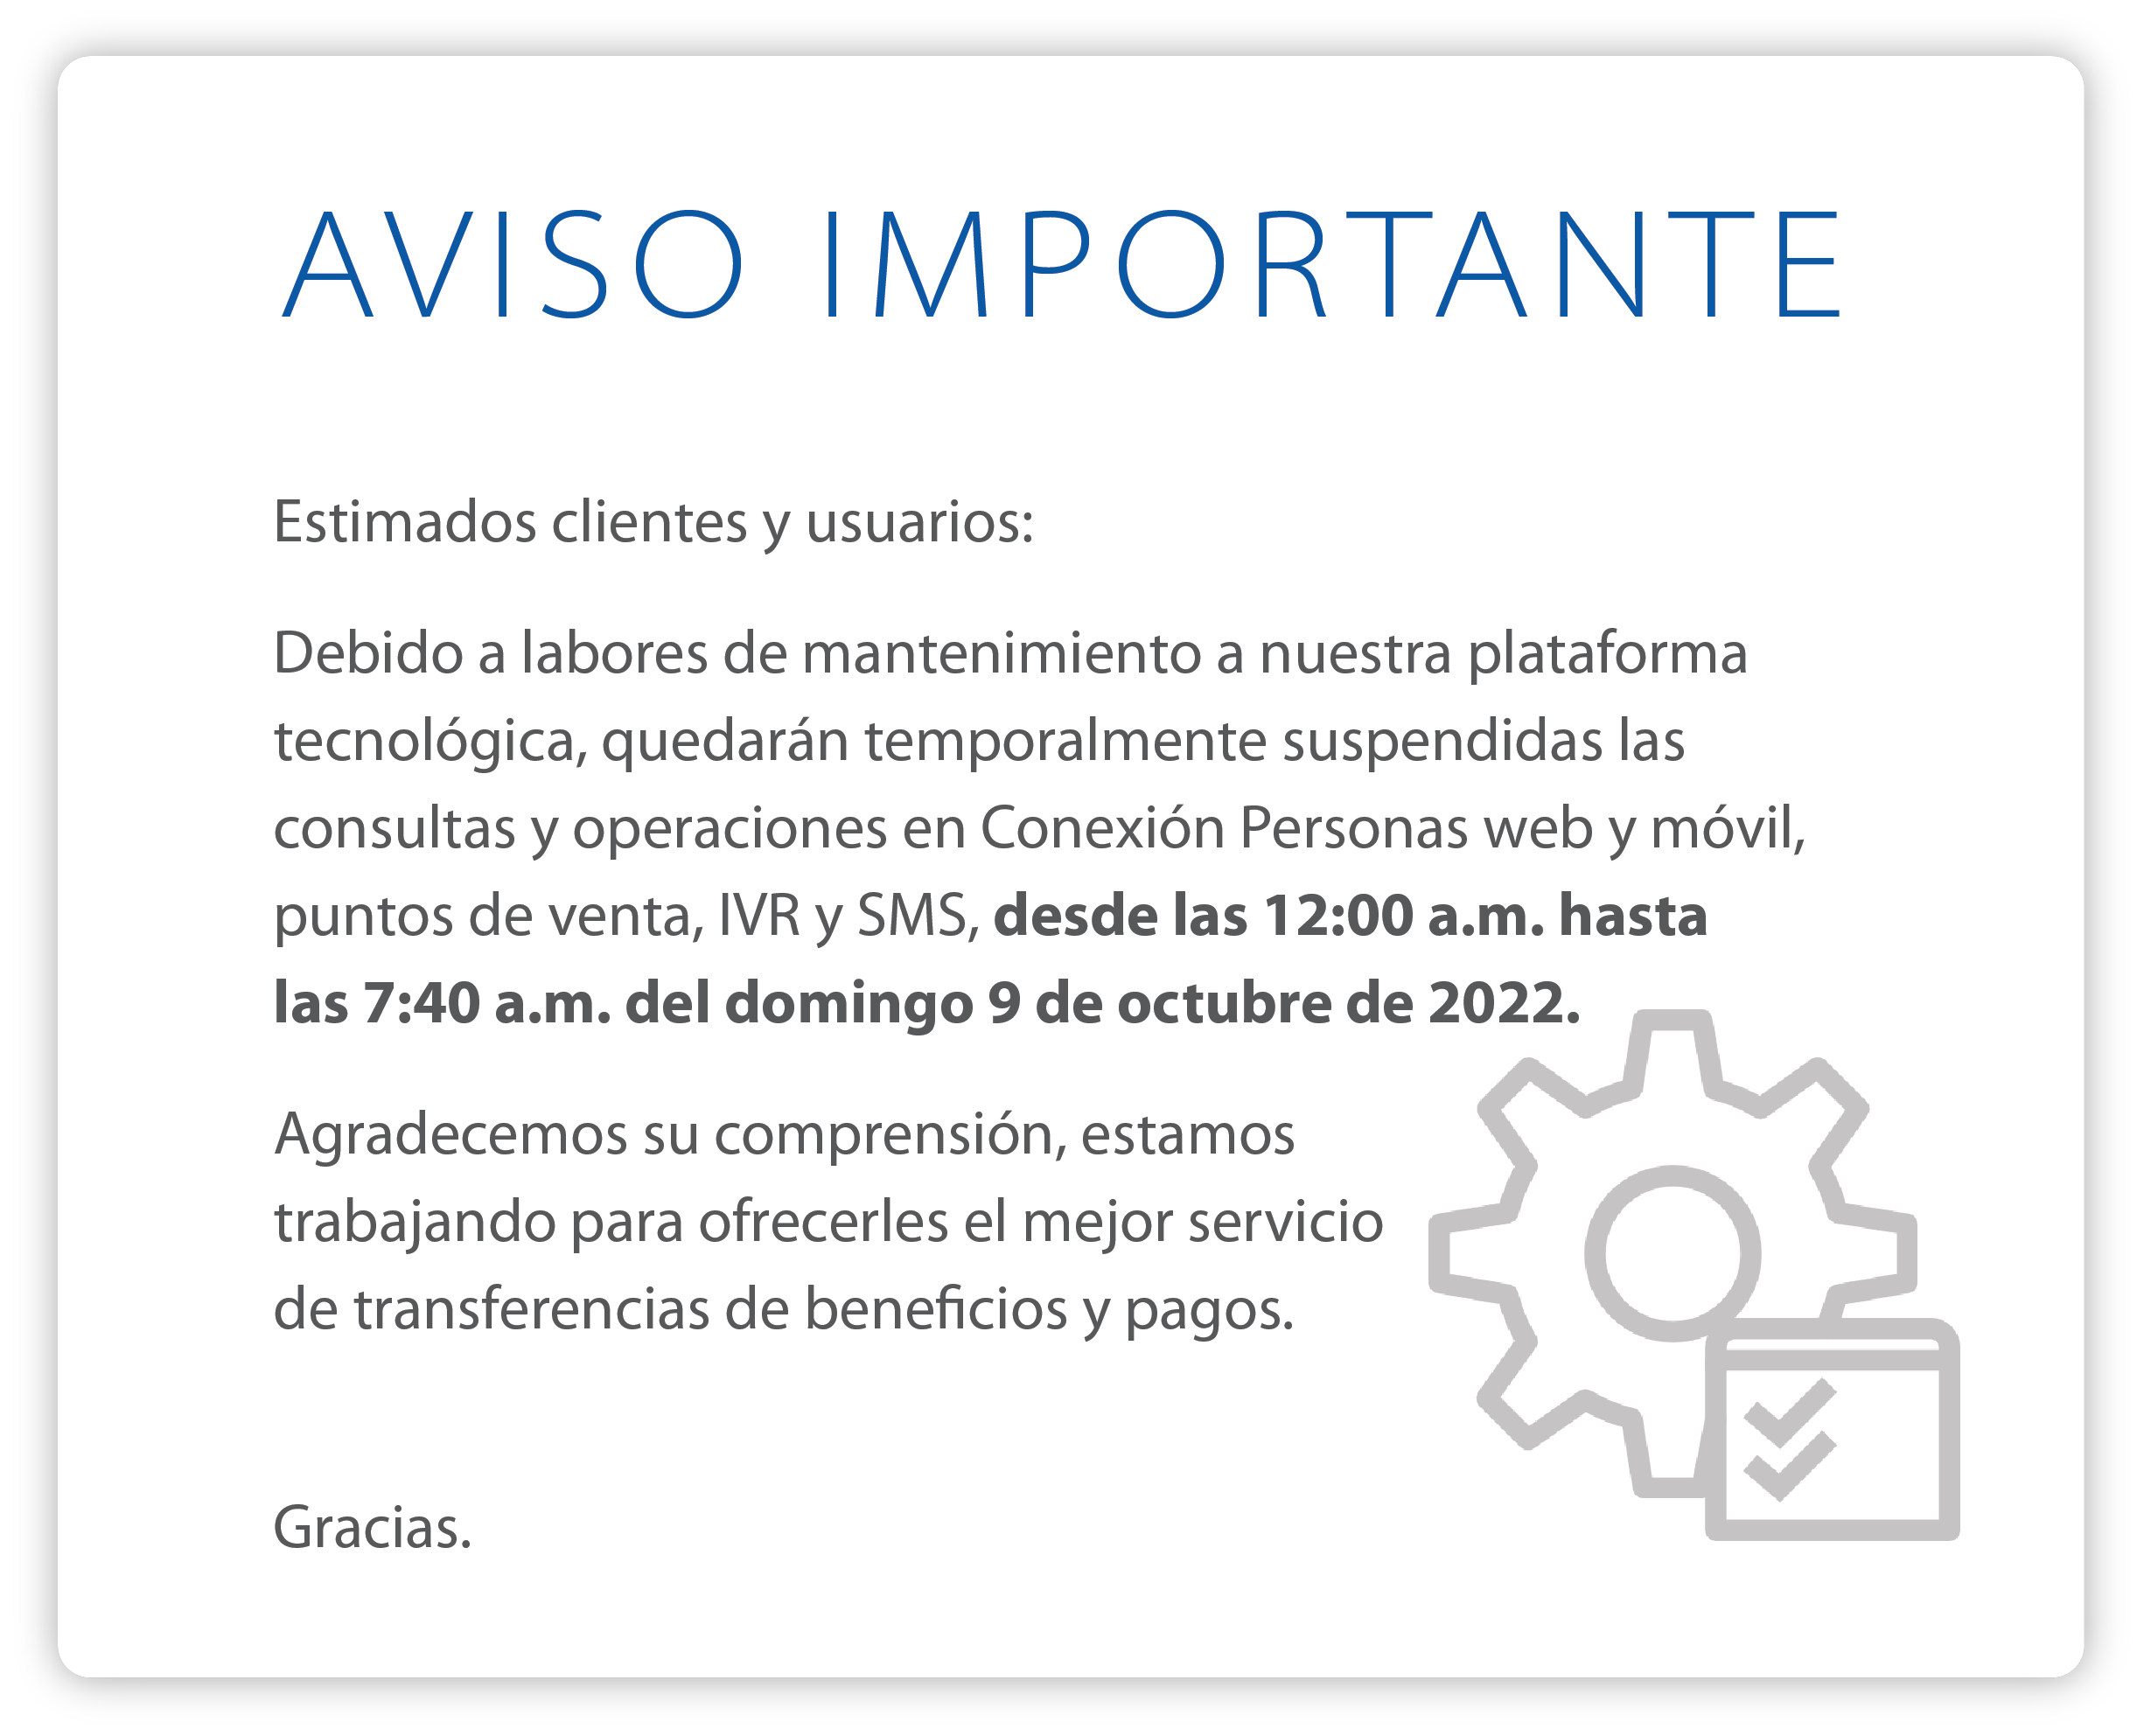 AVISO IMPORTANTE
Estimados clientes y usuarios:
Debido a labores de mantenimiento a nuestra plataforma
tecnológica, quedarán temporalmente suspendidas las
consultas y operaciones en Conexión Personas web y móvil,
puntos de venta, IVR y SMS, desde las 12:00 a.m. hasta
las 7:40 a.m. del domingo 9 de octubre de 2022.
Agradecemos su comprensión, estamos
trabajando para ofrecerles el mejor servicio
de transferencias de beneficios y pagos.
Gracias.